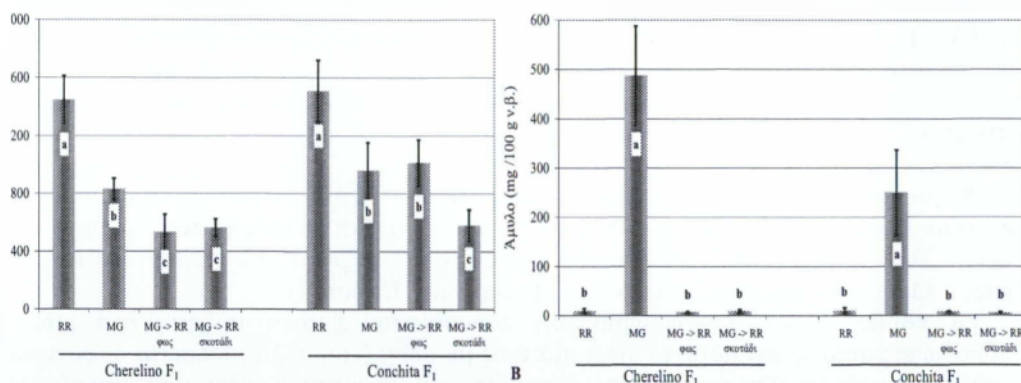 000
600
200
800
400
000
a
b
c
c
a
b
b
c
RR
MG
MG -> RR φως
MG -> RR σκοτάδι
RR
MG
MG -> RR φως
MG -> RR σκοτάδι
Cherelino F1
Conchita F1
B
Άμυλο (mg /100 g ν.β.)
600
500
400
300
200
100
0
b
a
b
b
b
a
b
b
RR
MG
MG -> RR φως
MG -> RR σκοτάδι
RR
MG
MG -> RR φως
MG -> RR σκοτάδι
Cherelino F1
Conchita F1